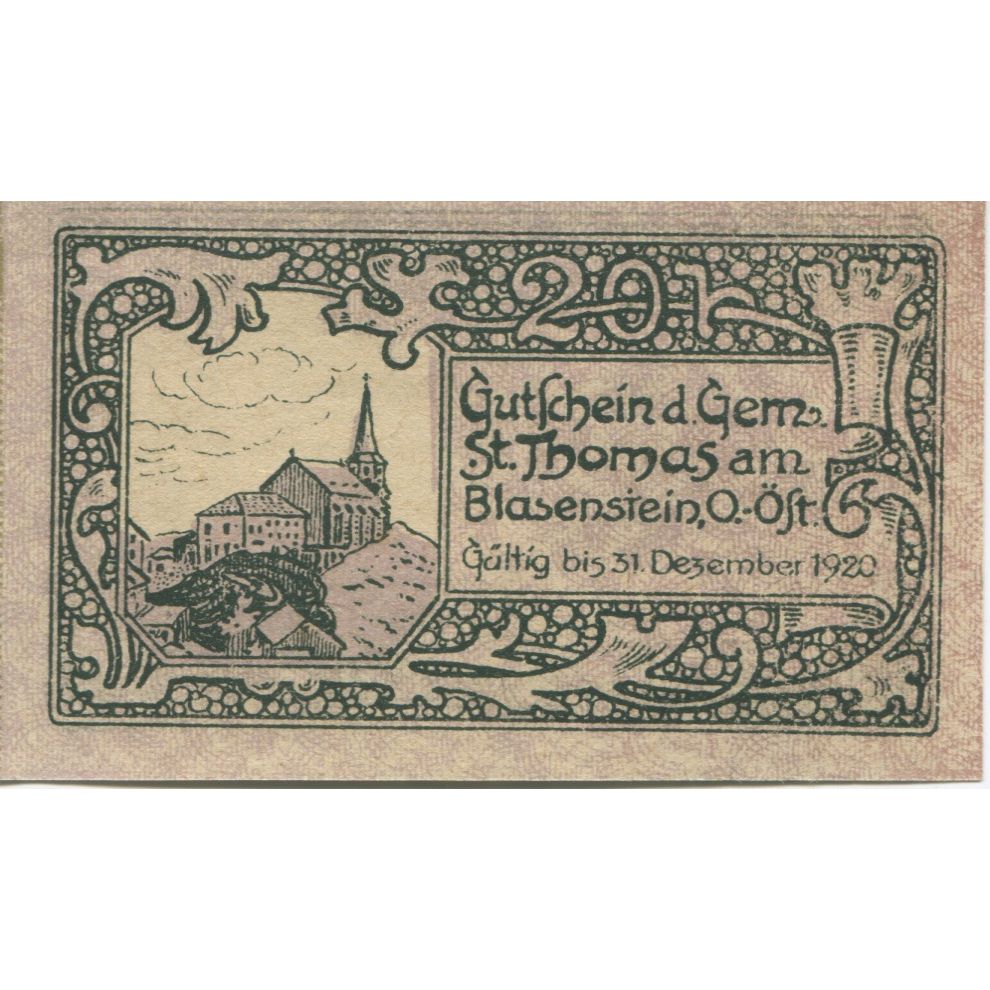 20 h
Gutschein d. Gem.
St. Thomas am
Blasenstein, O.-Öst.
Gültig bis 31. Dezember 1920